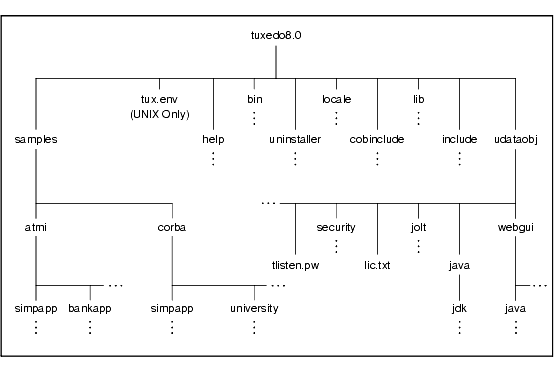 tuxedo8.0
tux.env bin locale lib
(UNIX Only)
samples help uninstaller cobinclude include udataobj
atmi corba security jolt webgui
tlisten.pw lic.txt java
simpapp bankapp simpapp university jdk java